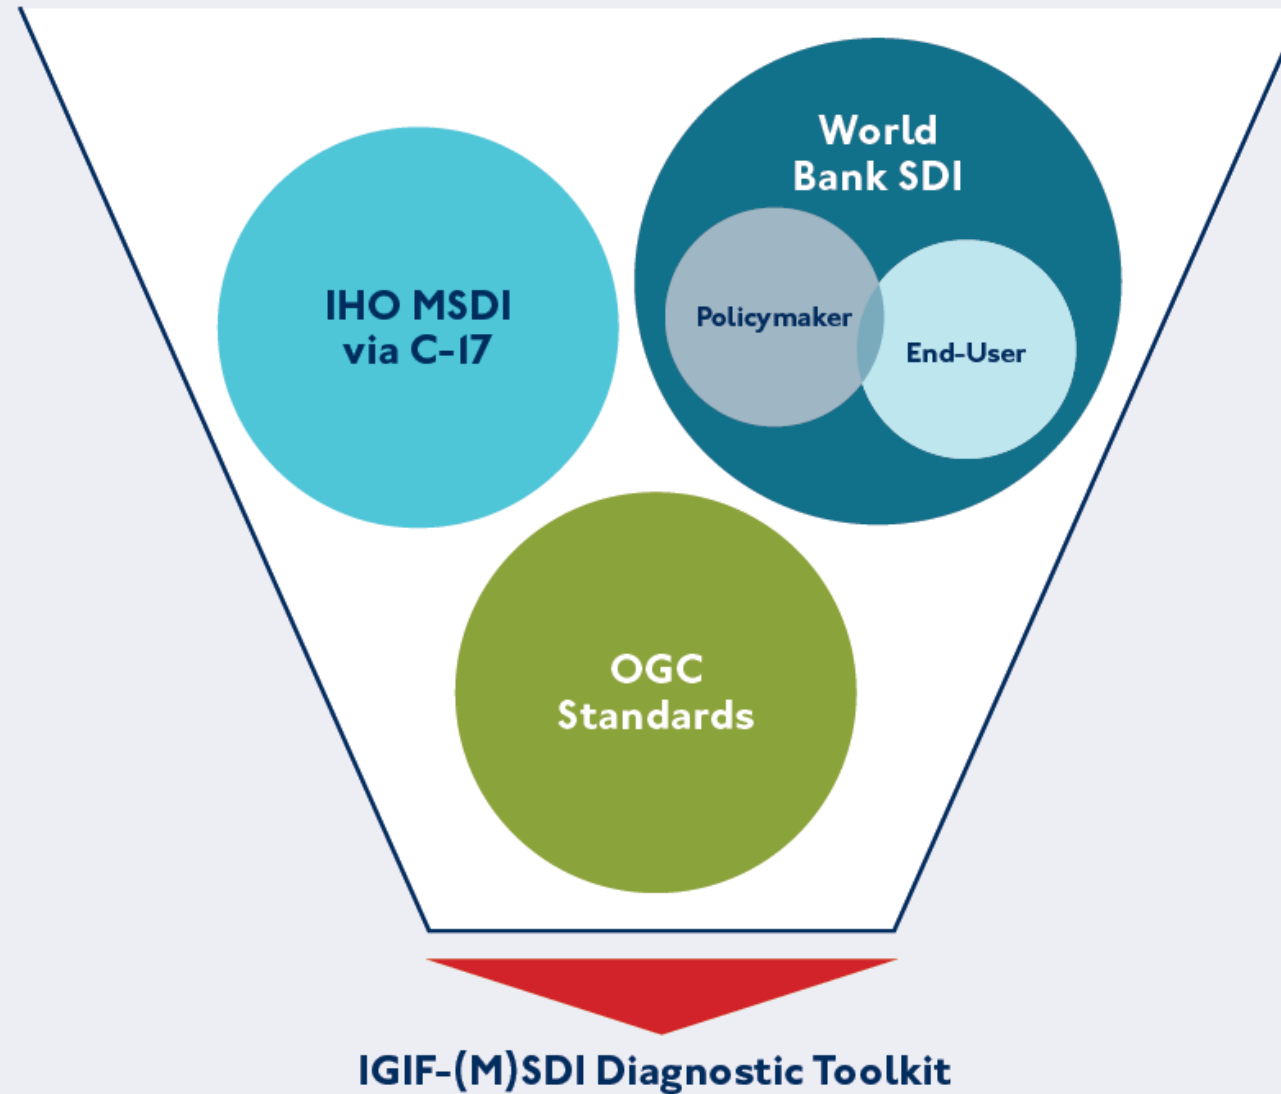 World
Bank SDI
IHO MSDI
via C-17
Policymaker
End-User
OGC
Standards
IGIF-(M)SDI Diagnostic Toolkit